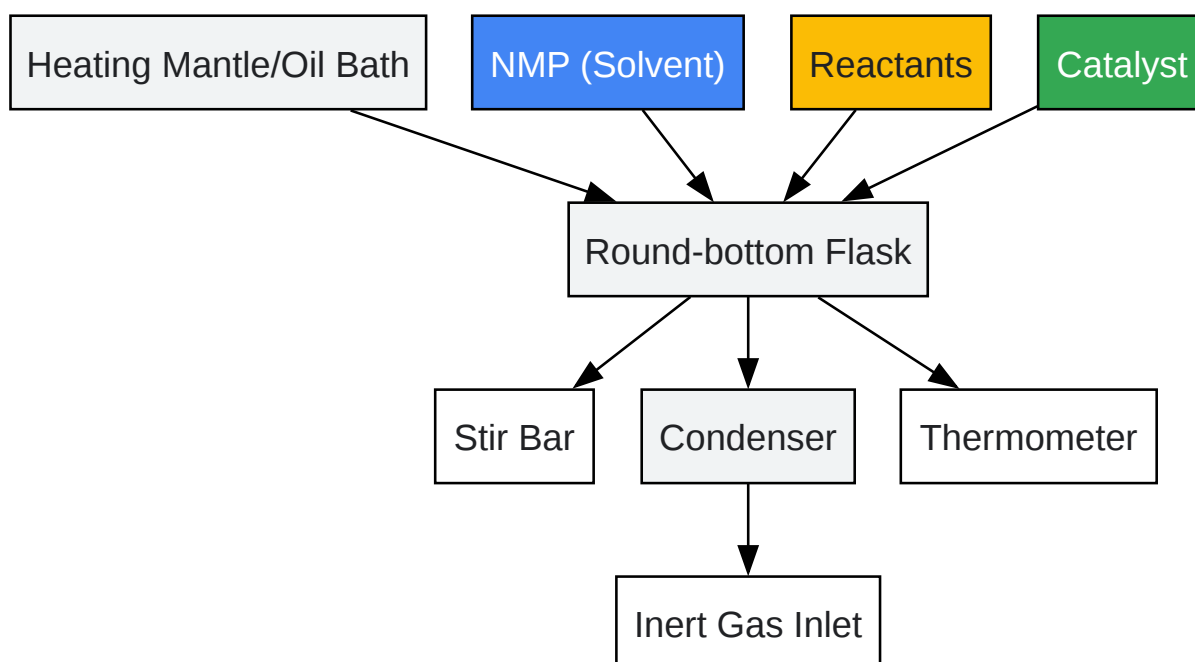 Heating Mantle/Oil Bath
NMP (Solvent)
Reactants
Catalyst
Round-bottom Flask
Stir Bar
Condenser
Thermometer
Inert Gas Inlet